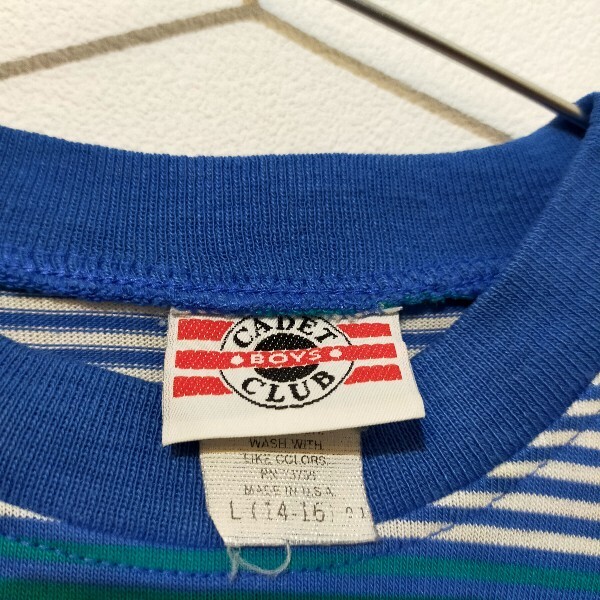 CADET
BOYS
CLUB
WASH WITH
LIKE COLORS.
MADE IN U.S.A.
L (14-16)